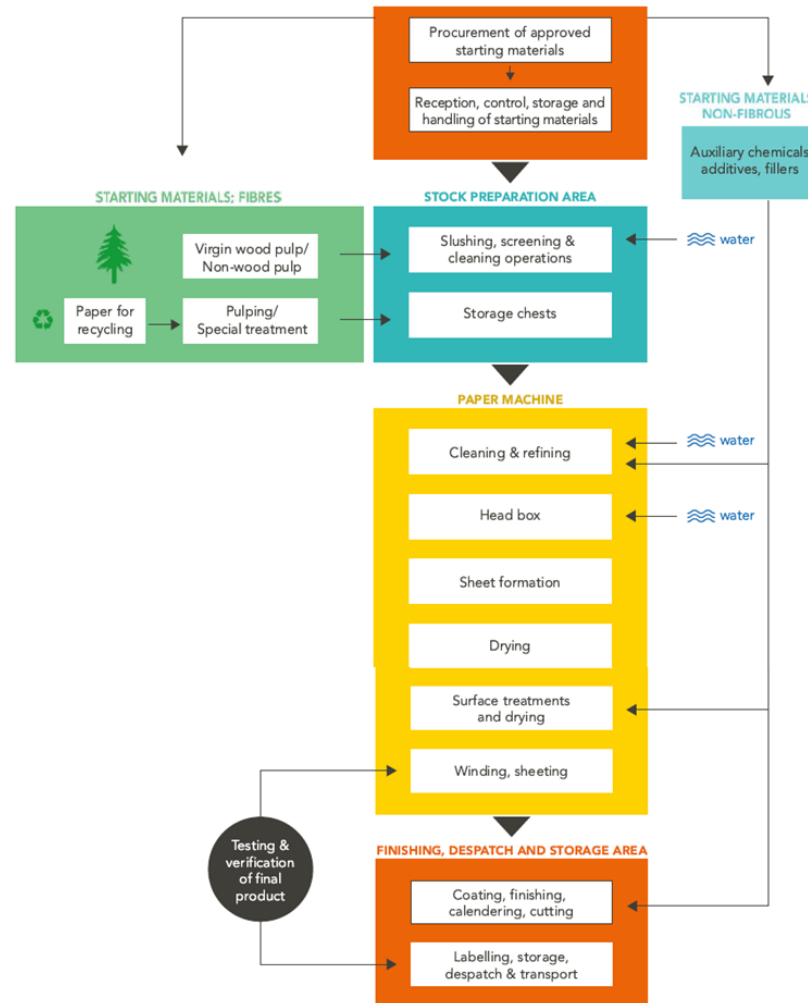 Procurement of approved
starting materials
Reception, control, storage and
handling of starting materials
STARTING MATERIALS
NON-FIBROUS
Auxiliary chemicals
additives, fillers
STARTING MATERIALS; FIBRES
Virgin wood pulp/
Non-wood pulp
Paper for
recycling
Pulping/
Special treatment
STOCK PREPARATION AREA
Slushing, screening &
cleaning operations
water
Storage chests
PAPER MACHINE
Cleaning & refining
water
Head box
water
Sheet formation
Drying
Surface treatments
and drying
Winding, sheeting
Testing &
verification
of final
product
FINISHING, DESPATCH AND STORAGE AREA
Coating, finishing,
calendering, cutting
Labelling, storage,
despatch & transport